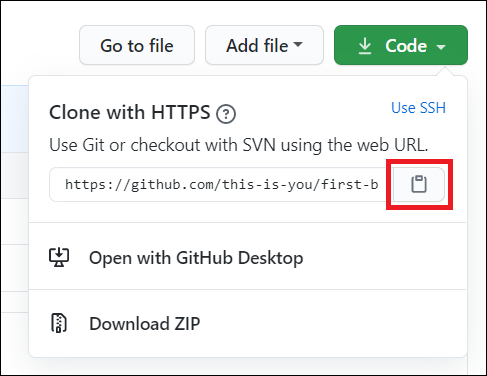 Go to file
Add file
Code
Clone with HTTPS
Use SSH
Use Git or checkout with SVN using the web URL.
https://github.com/this-is-you/first-b
Open with GitHub Desktop
Download ZIP